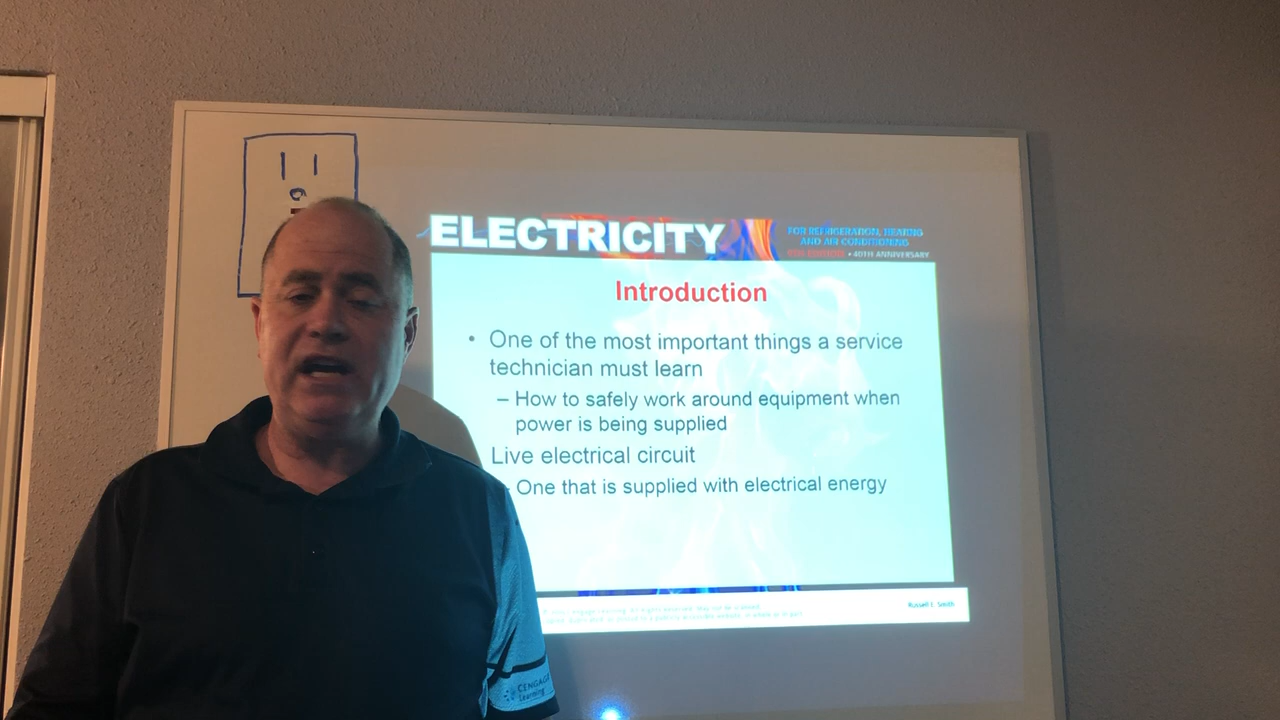 ELECTRICITY
FOR REFRIGERATION, HEATING
AND AIR CONDITIONING
10TH EDITION • 40TH ANNIVERSARY
Introduction
• One of the most important things a service
technician must learn
– How to safely work around equipment when
power is being supplied
Live electrical circuit
- One that is supplied with electrical energy
Russell E. Smith
CENGAGE
Learning